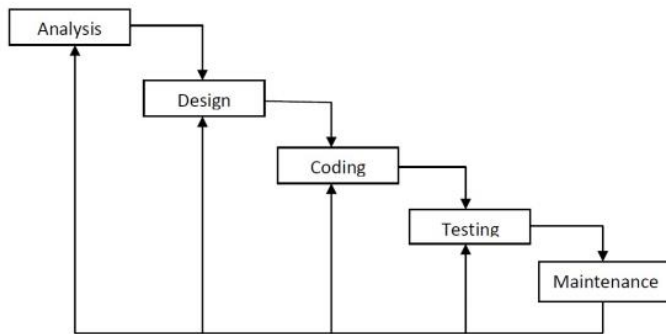 Analysis
Design
Coding
Testing
Maintenance